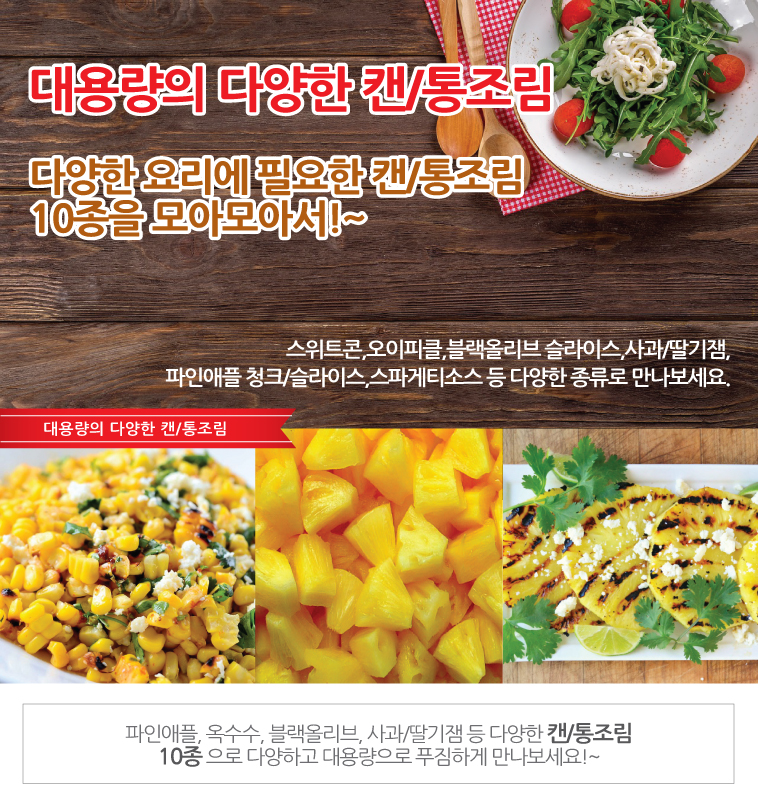 대용량의 다양한 캔/통조림
다양한 요리에 필요한 캔/통조림
10종을 모아모아서!~
스위트콘,오이피클,블랙올리브 슬라이스,사과/딸기잼,
파인애플 청크/슬라이스,스파게티소스 등 다양한 종류로 만나보세요.
대용량의 다양한 캔/통조림
파인애플, 옥수수, 블랙올리브, 사과/딸기잼 등 다양한 캔/통조림
10종 으로 다양하고 대용량으로 푸짐하게 만나보세요!~